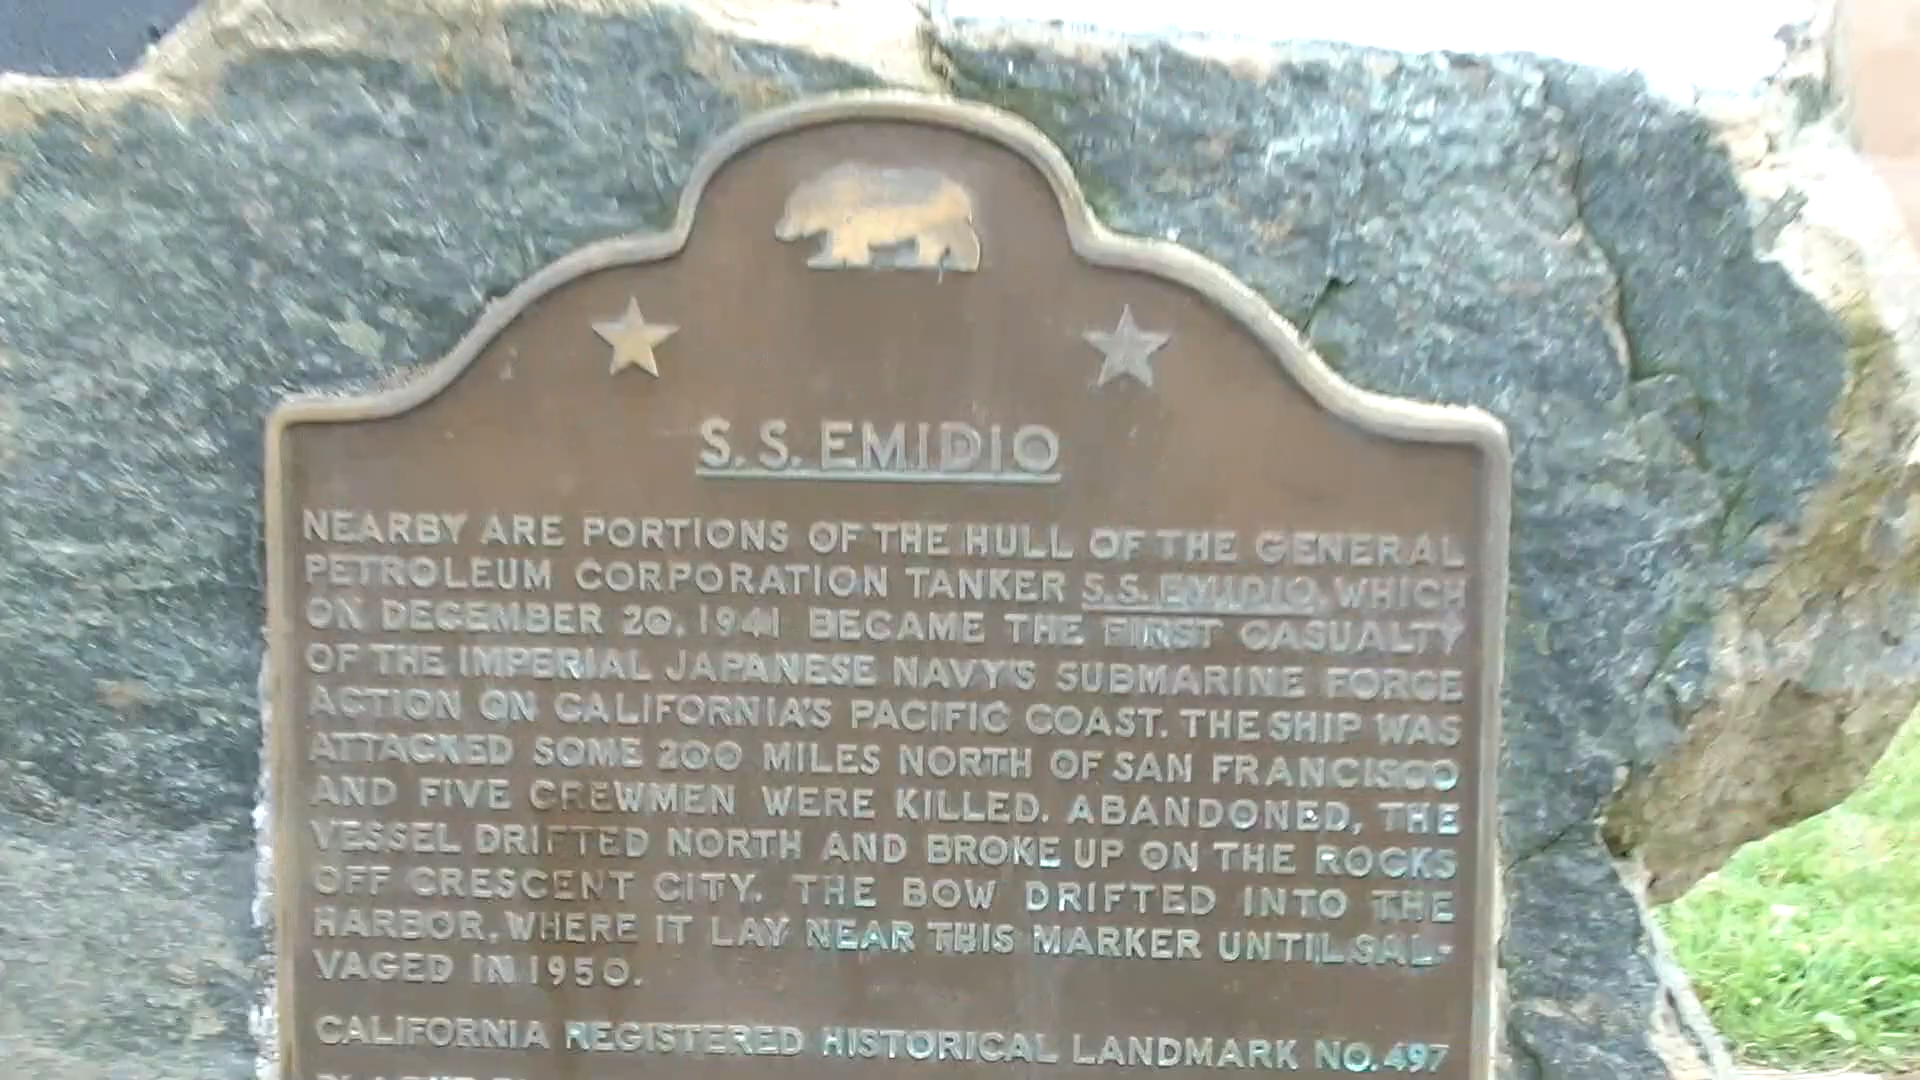 S. S. EMIDIO
NEARBY ARE PORTIONS OF THE HULL OF THE GENERAL
PETROLEUM CORPORATION TANKER S.S. EMIDIO, WHICH
ON DECEMBER 20, 1941 BECAME THE FIRST CASUALTY
OF THE IMPERIAL JAPANESE NAVY'S SUBMARINE FORCE
ACTION ON CALIFORNIA'S PACIFIC COAST. THE SHIP WAS
ATTACKED SOME 200 MILES NORTH OF SAN FRANCISCO
AND FIVE CREWMEN WERE KILLED. ABANDONED, THE
VESSEL DRIFTED NORTH AND BROKE UP ON THE ROCKS
OFF CRESCENT CITY. THE BOW DRIFTED INTO THE
HARBOR, WHERE IT LAY NEAR THIS MARKER UNTIL SAL-
VAGED IN 1950.
CALIFORNIA REGISTERED HISTORICAL LANDMARK NO. 497